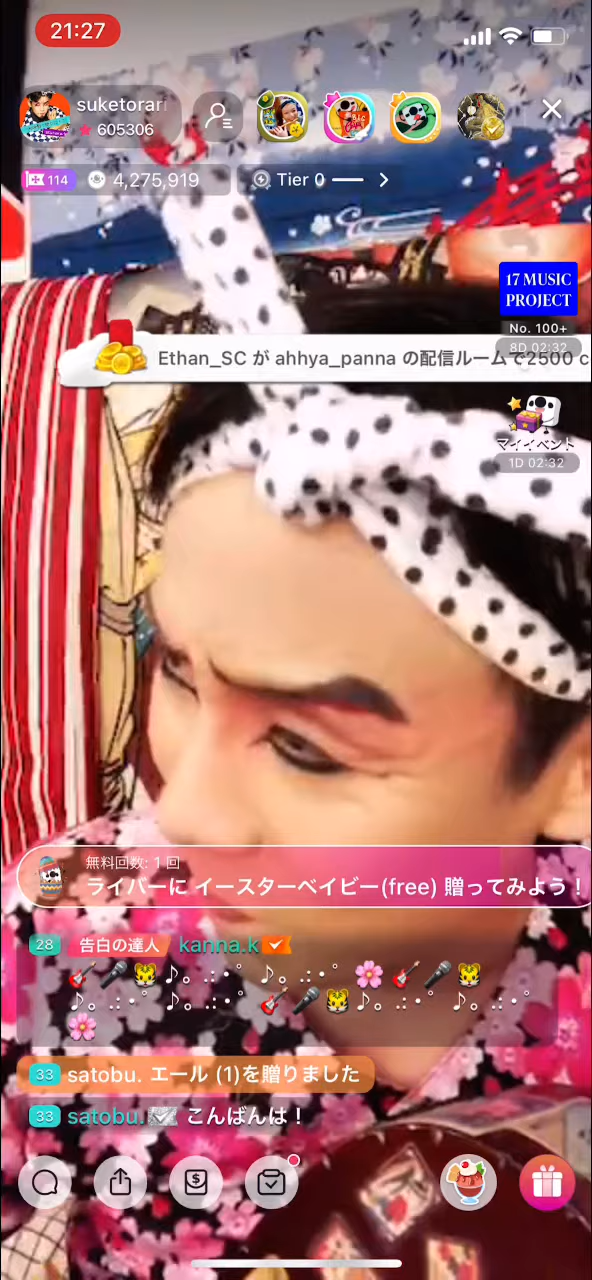 21:27
suketorari
605306
114
4,275,919
Tier 0
17 MUSIC
PROJECT
No. 100+
8D 02:32
Ethan_SC が ahhya_panna の配信ルームで2500 c
マイイベント
1D 02:32
無料回数: 1 回
ライバーに イースターベイビー(free) 贈ってみよう！
28 告白の達人 kanna.k
33 satobu. エール (1)を贈りました
33 satobu. こんばんは！